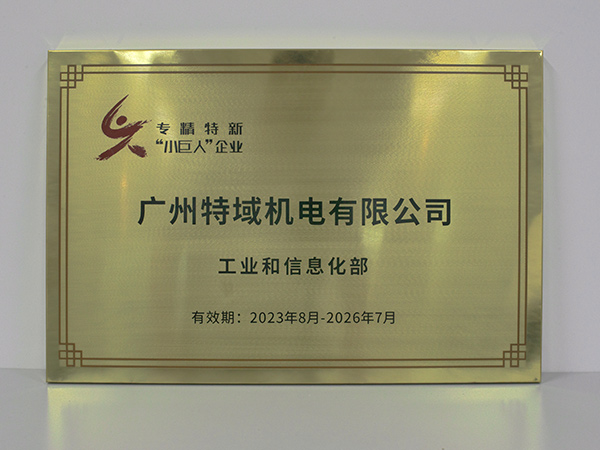 专精特新
“小巨人”企业
广州特域机电有限公司
工业和信息化部
有效期：2023年8月-2026年7月